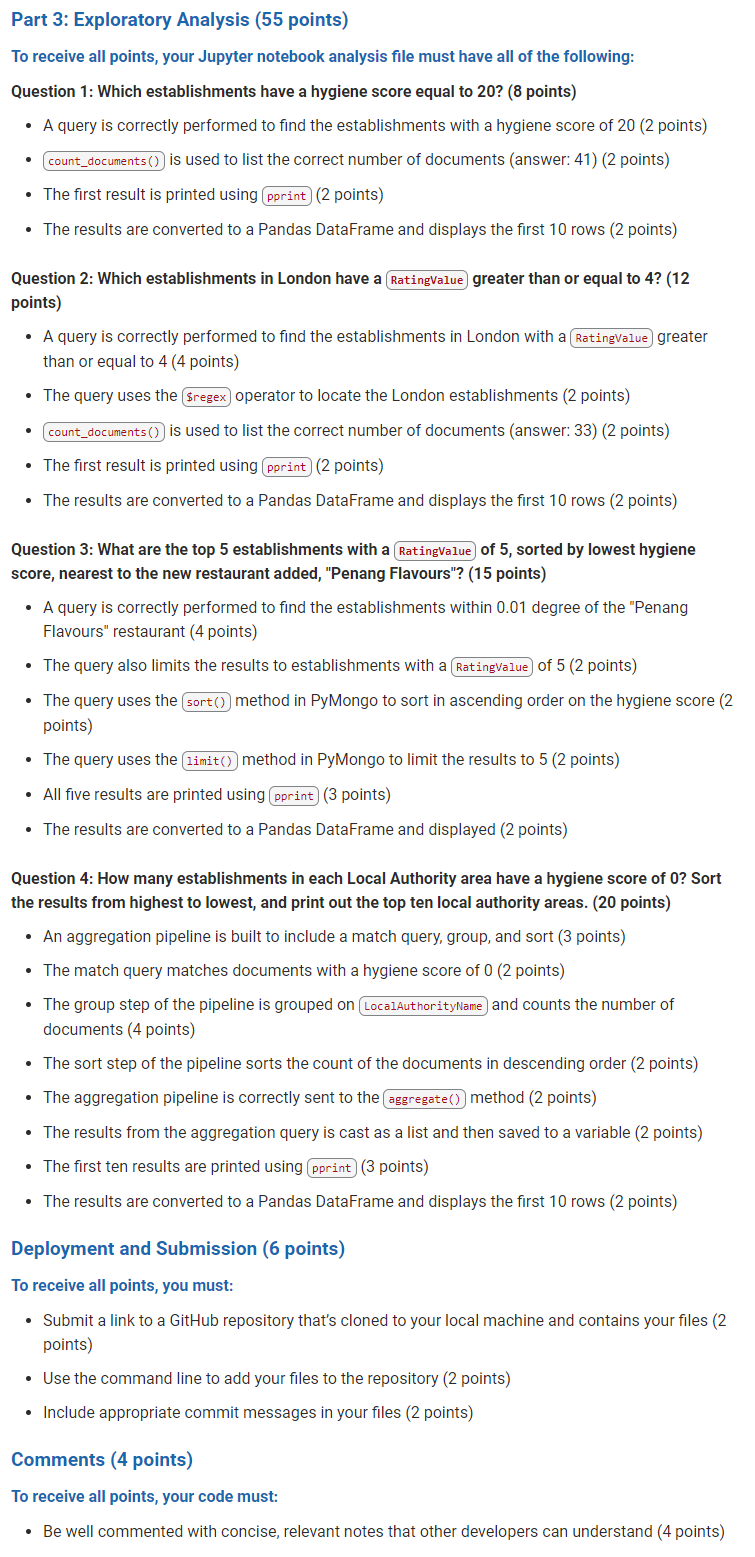 Part 3: Exploratory Analysis (55 points)
To receive all points, your Jupyter notebook analysis file must have all of the following:
Question 1: Which establishments have a hygiene score equal to 20? (8 points)
• A query is correctly performed to find the establishments with a hygiene score of 20 (2 points)
• count_documents() is used to list the correct number of documents (answer: 41) (2 points)
• The first result is printed using pprint (2 points)
• The results are converted to a Pandas DataFrame and displays the first 10 rows (2 points)
Question 2: Which establishments in London have a RatingValue greater than or equal to 4? (12
points)
• A query is correctly performed to find the establishments in London with a RatingValue greater
than or equal to 4 (4 points)
• The query uses the $regex operator to locate the London establishments (2 points)
• count_documents() is used to list the correct number of documents (answer: 33) (2 points)
• The first result is printed using pprint (2 points)
• The results are converted to a Pandas DataFrame and displays the first 10 rows (2 points)
Question 3: What are the top 5 establishments with a RatingValue of 5, sorted by lowest hygiene
score, nearest to the new restaurant added, "Penang Flavours"? (15 points)
• A query is correctly performed to find the establishments within 0.01 degree of the "Penang
Flavours" restaurant (4 points)
• The query also limits the results to establishments with a RatingValue of 5 (2 points)
• The query uses the sort() method in PyMongo to sort in ascending order on the hygiene score (2
points)
• The query uses the limit() method in PyMongo to limit the results to 5 (2 points)
• All five results are printed using pprint (3 points)
• The results are converted to a Pandas DataFrame and displayed (2 points)
Question 4: How many establishments in each Local Authority area have a hygiene score of 0? Sort
the results from highest to lowest, and print out the top ten local authority areas. (20 points)
• An aggregation pipeline is built to include a match query, group, and sort (3 points)
• The match query matches documents with a hygiene score of 0 (2 points)
• The group step of the pipeline is grouped on LocalAuthorityName and counts the number of
documents (4 points)
• The sort step of the pipeline sorts the count of the documents in descending order (2 points)
• The aggregation pipeline is correctly sent to the aggregate() method (2 points)
• The results from the aggregation query is cast as a list and then saved to a variable (2 points)
• The first ten results are printed using pprint (3 points)
• The results are converted to a Pandas DataFrame and displays the first 10 rows (2 points)
Deployment and Submission (6 points)
To receive all points, you must:
• Submit a link to a GitHub repository that's cloned to your local machine and contains your files (2
points)
• Use the command line to add your files to the repository (2 points)
• Include appropriate commit messages in your files (2 points)
Comments (4 points)
To receive all points, your code must:
• Be well commented with concise, relevant notes that other developers can understand (4 points)